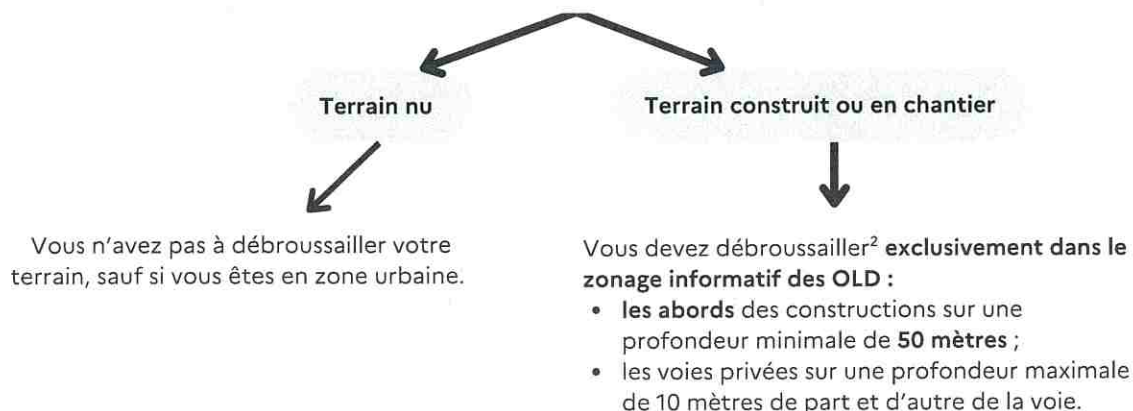 Terrain nu
Terrain construit ou en chantier
Vous n'avez pas à débroussailler votre
terrain, sauf si vous êtes en zone urbaine.
Vous devez débroussailler² exclusivement dans le
zonage informatif des OLD :
• les abords des constructions sur une
profondeur minimale de 50 mètres ;
• les voies privées sur une profondeur maximale
de 10 mètres de part et d'autre de la voie.